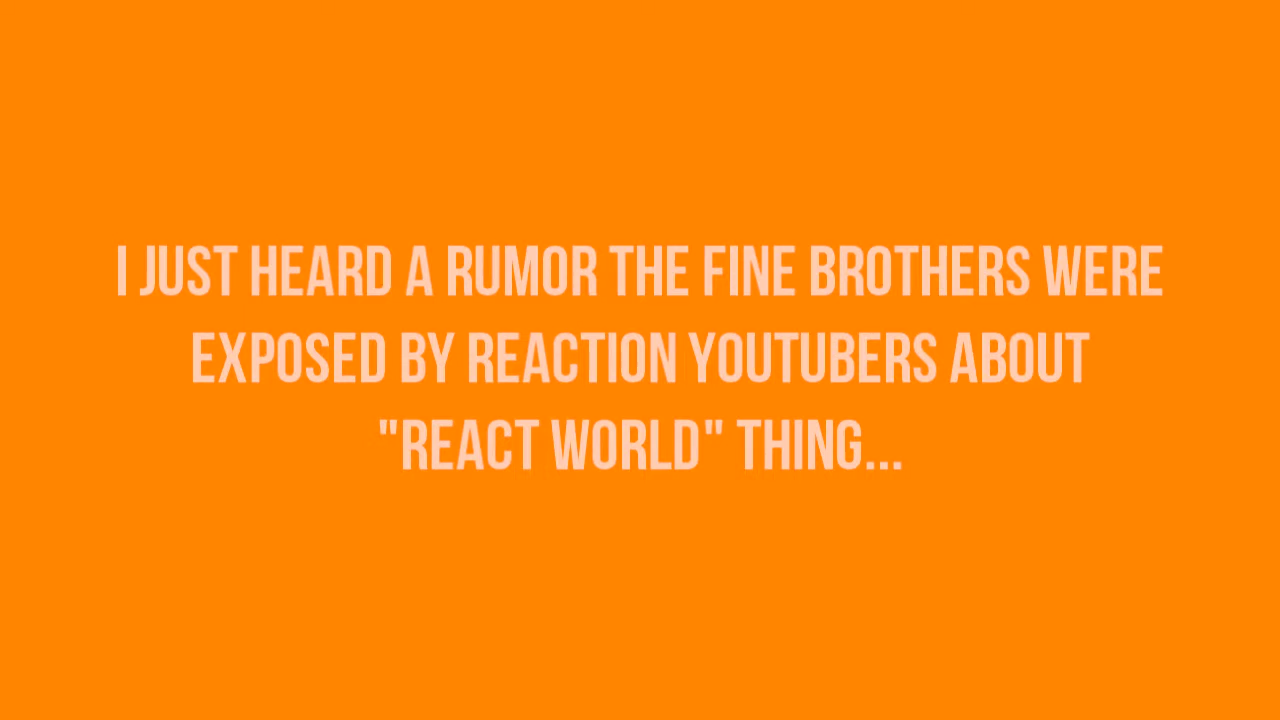 I JUST HEARD A RUMOR THE FINE BROTHERS WERE
EXPOSED BY REACTION YOUTUBERS ABOUT
"REACT WORLD" THING...